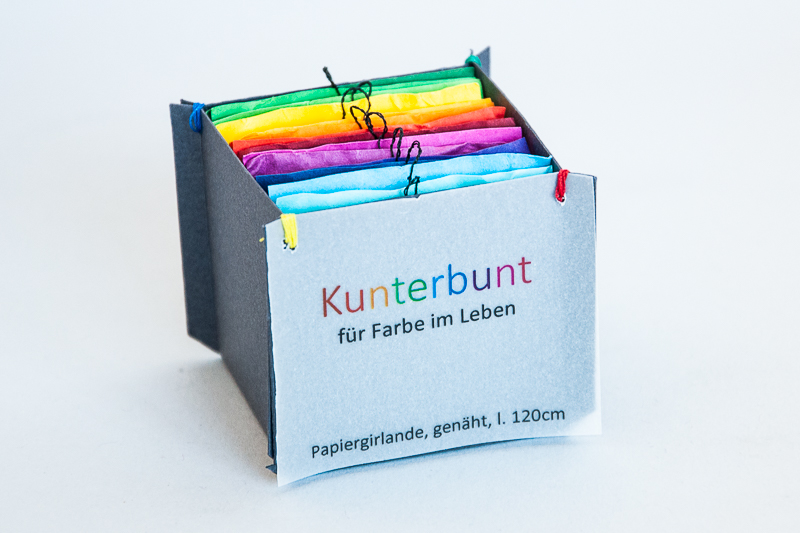 Kunterbunt
für Farbe im Leben
Papiergirlande, genäht, l. 120cm